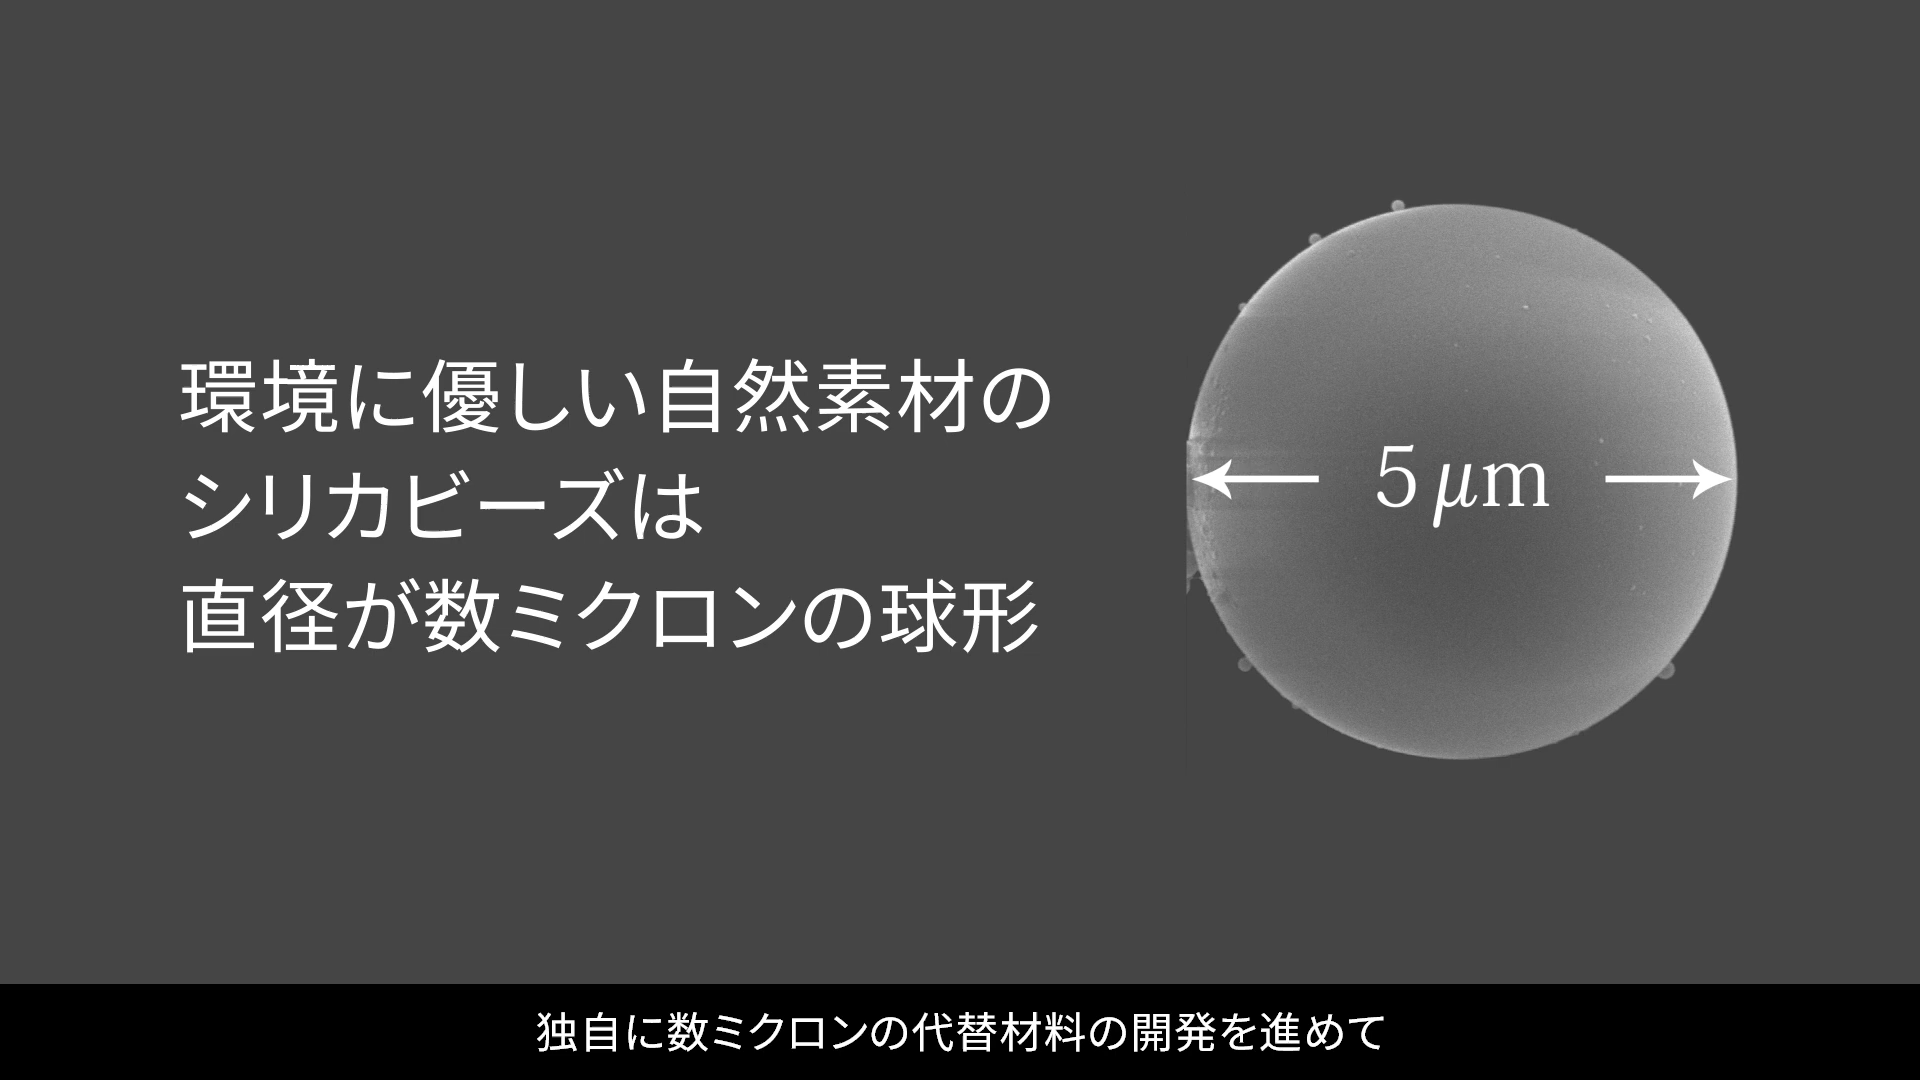 環境に優しい自然素材の
シリカビーズは
直径が数ミクロンの球形
5μm
独自に数ミクロンの代替材料の開発を進めて